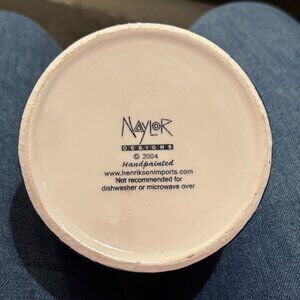 NAYLOR
DESIGNS
© 2004
Handpainted
www.henriksenimports.com
Not recommended for
dishwasher or microwave over